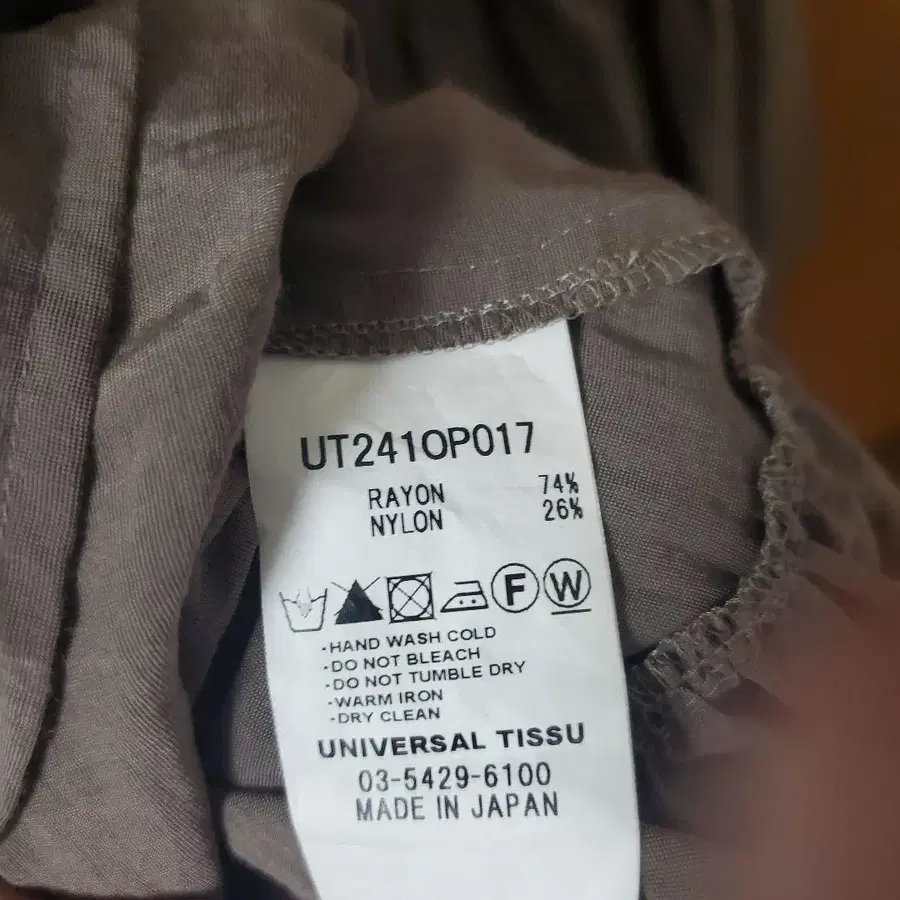 UT241OP017
RAYON 74%
NYLON 26%
F W
·HAND WASH COLD
·DO NOT BLEACH
·DO NOT TUMBLE DRY
·WARM IRON
·DRY CLEAN
UNIVERSAL TISSU
03-5429-6100
MADE IN JAPAN